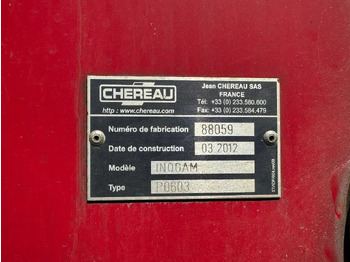 CHEREAU
Jean CHEREAU SAS
FRANCE
http : www.chereau.com
Tél: +33 (0) 233.580.600
Fax: +33 (0) 233.584.479
Numéro de fabrication 88059
Date de construction 03.2012
Modèle INOGAM
Type P0603